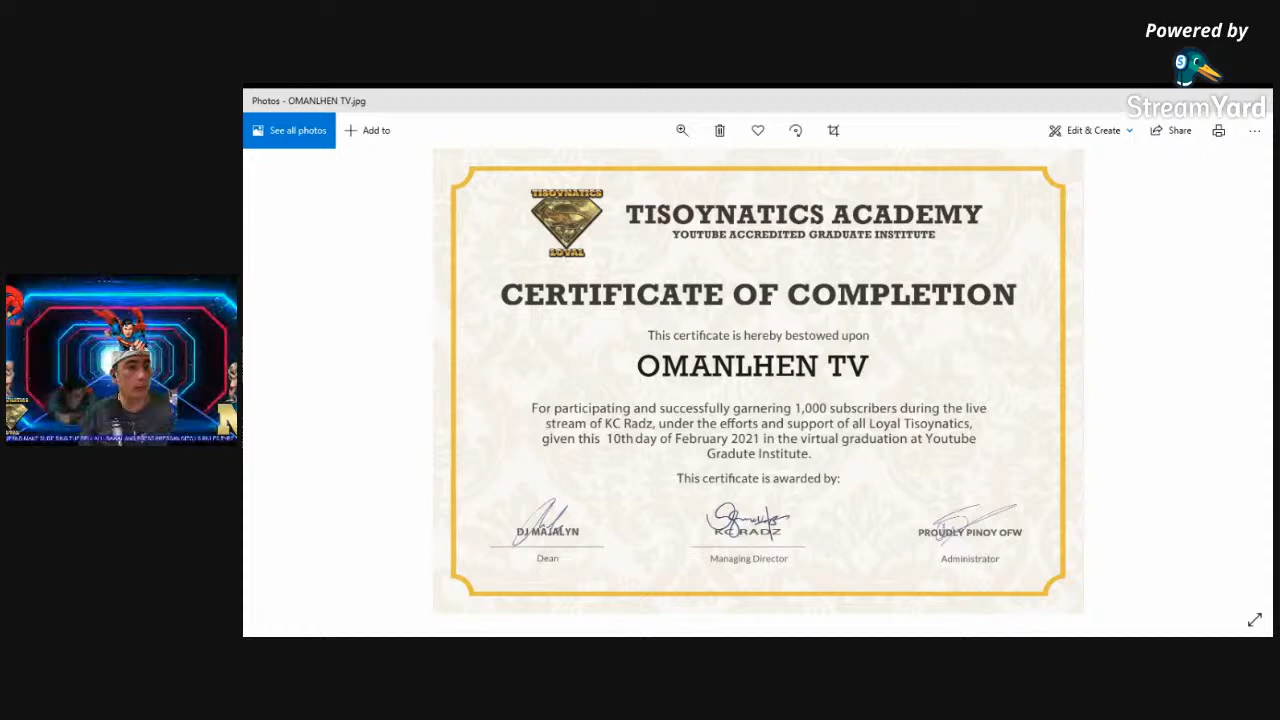 Powered by
StreamYard
Photos - OMANLHEN TV.jpg
See all photos
Add to
Edit & Create
Share
TISOYNATICS
LOYAL
TISOYNATICS ACADEMY
YOUTUBE ACCREDITED GRADUATE INSTITUTE
CERTIFICATE OF COMPLETION
This certificate is hereby bestowed upon
OMANLHEN TV
For participating and successfully garnering 1,000 subscribers during the live
stream of KC Radz, under the efforts and support of all Loyal Tisoynatics,
given this 10th day of February 2021 in the virtual graduation at Youtube
Gradute Institute.
This certificate is awarded by:
DJ MAJALYN
KC RADZ
PROUDLY PINOY OFW
Dean
Managing Director
Administrator